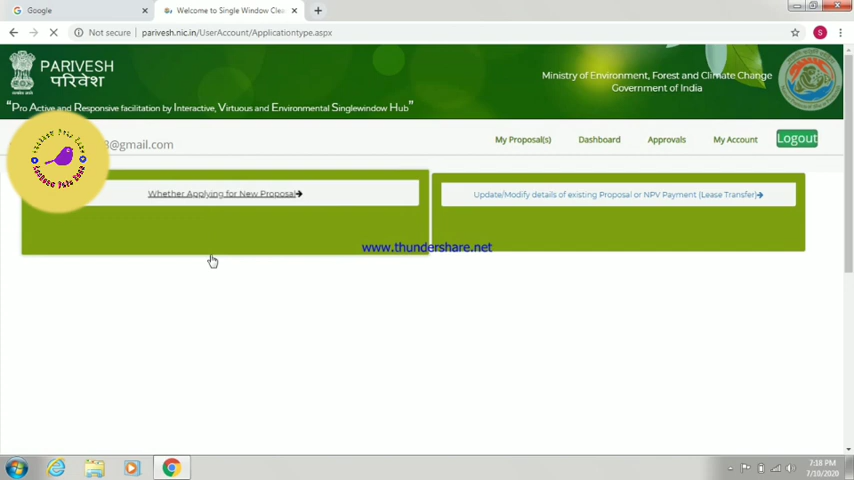 Google
Welcome to Single Window Clea
Not secure
parivesh.nic.in/UserAccount/Applicationtype.aspx
S
PARIVESH
परिवेश
Ministry of Environment, Forest and Climate Change
Government of India
“Pro Active and Responsive facilitation by Interactive, Virtuous and Environmental Singlewindow Hub”
@gmail.com
My Proposal(s)
Dashboard
Approvals
My Account
Logout
Whether Applying for New Proposal
Update/Modify details of existing Proposal or NPV Payment (Lease Transfer)
www.thundershare.net
7:18 PM
7/10/2020